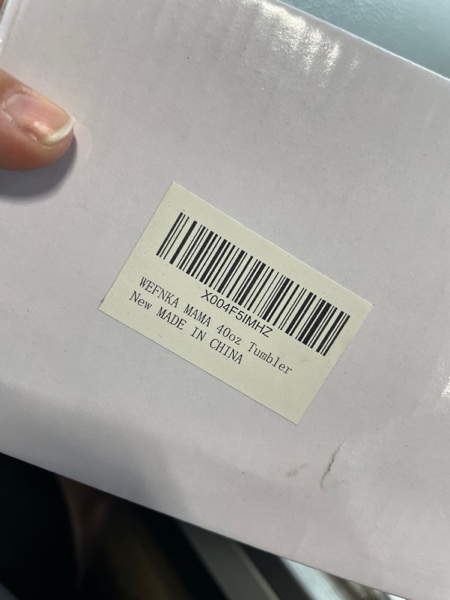 X004F5IMHZ
WEFNKA MAMA 40oz Tumbler
New MADE IN CHINA